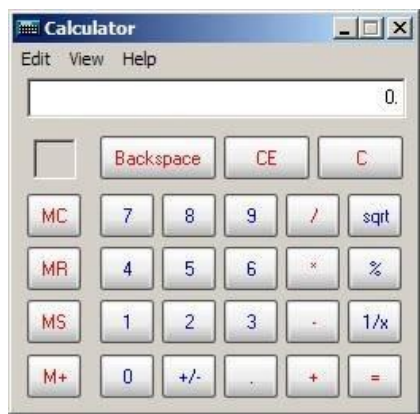 Calculator
Edit View Help
0.
Backspace CE C
MC 7 8 9 / sqrt
MR 4 5 6 * %
MS 1 2 3 - 1/x
M+ 0 +/- . + =